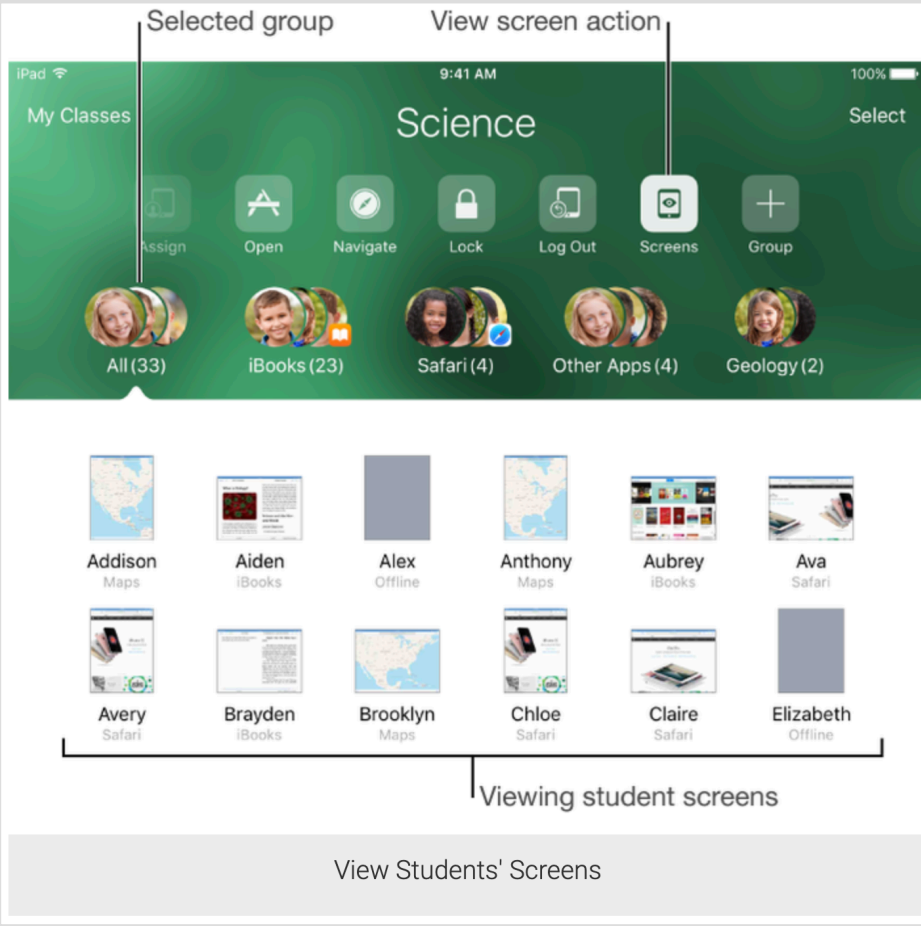 Selected group View screen action
iPad 9:41 AM 100%
My Classes Science Select
Assign Open Navigate Lock Log Out Screens Group
All (33) iBooks (23) Safari (4) Other Apps (4) Geology (2)
Addison Aiden Alex Anthony Aubrey Ava
Maps iBooks Offline Maps iBooks Safari
Avery Brayden Brooklyn Chloe Claire Elizabeth
Safari iBooks Maps Safari Safari Offline
Viewing student screens
View Students' Screens